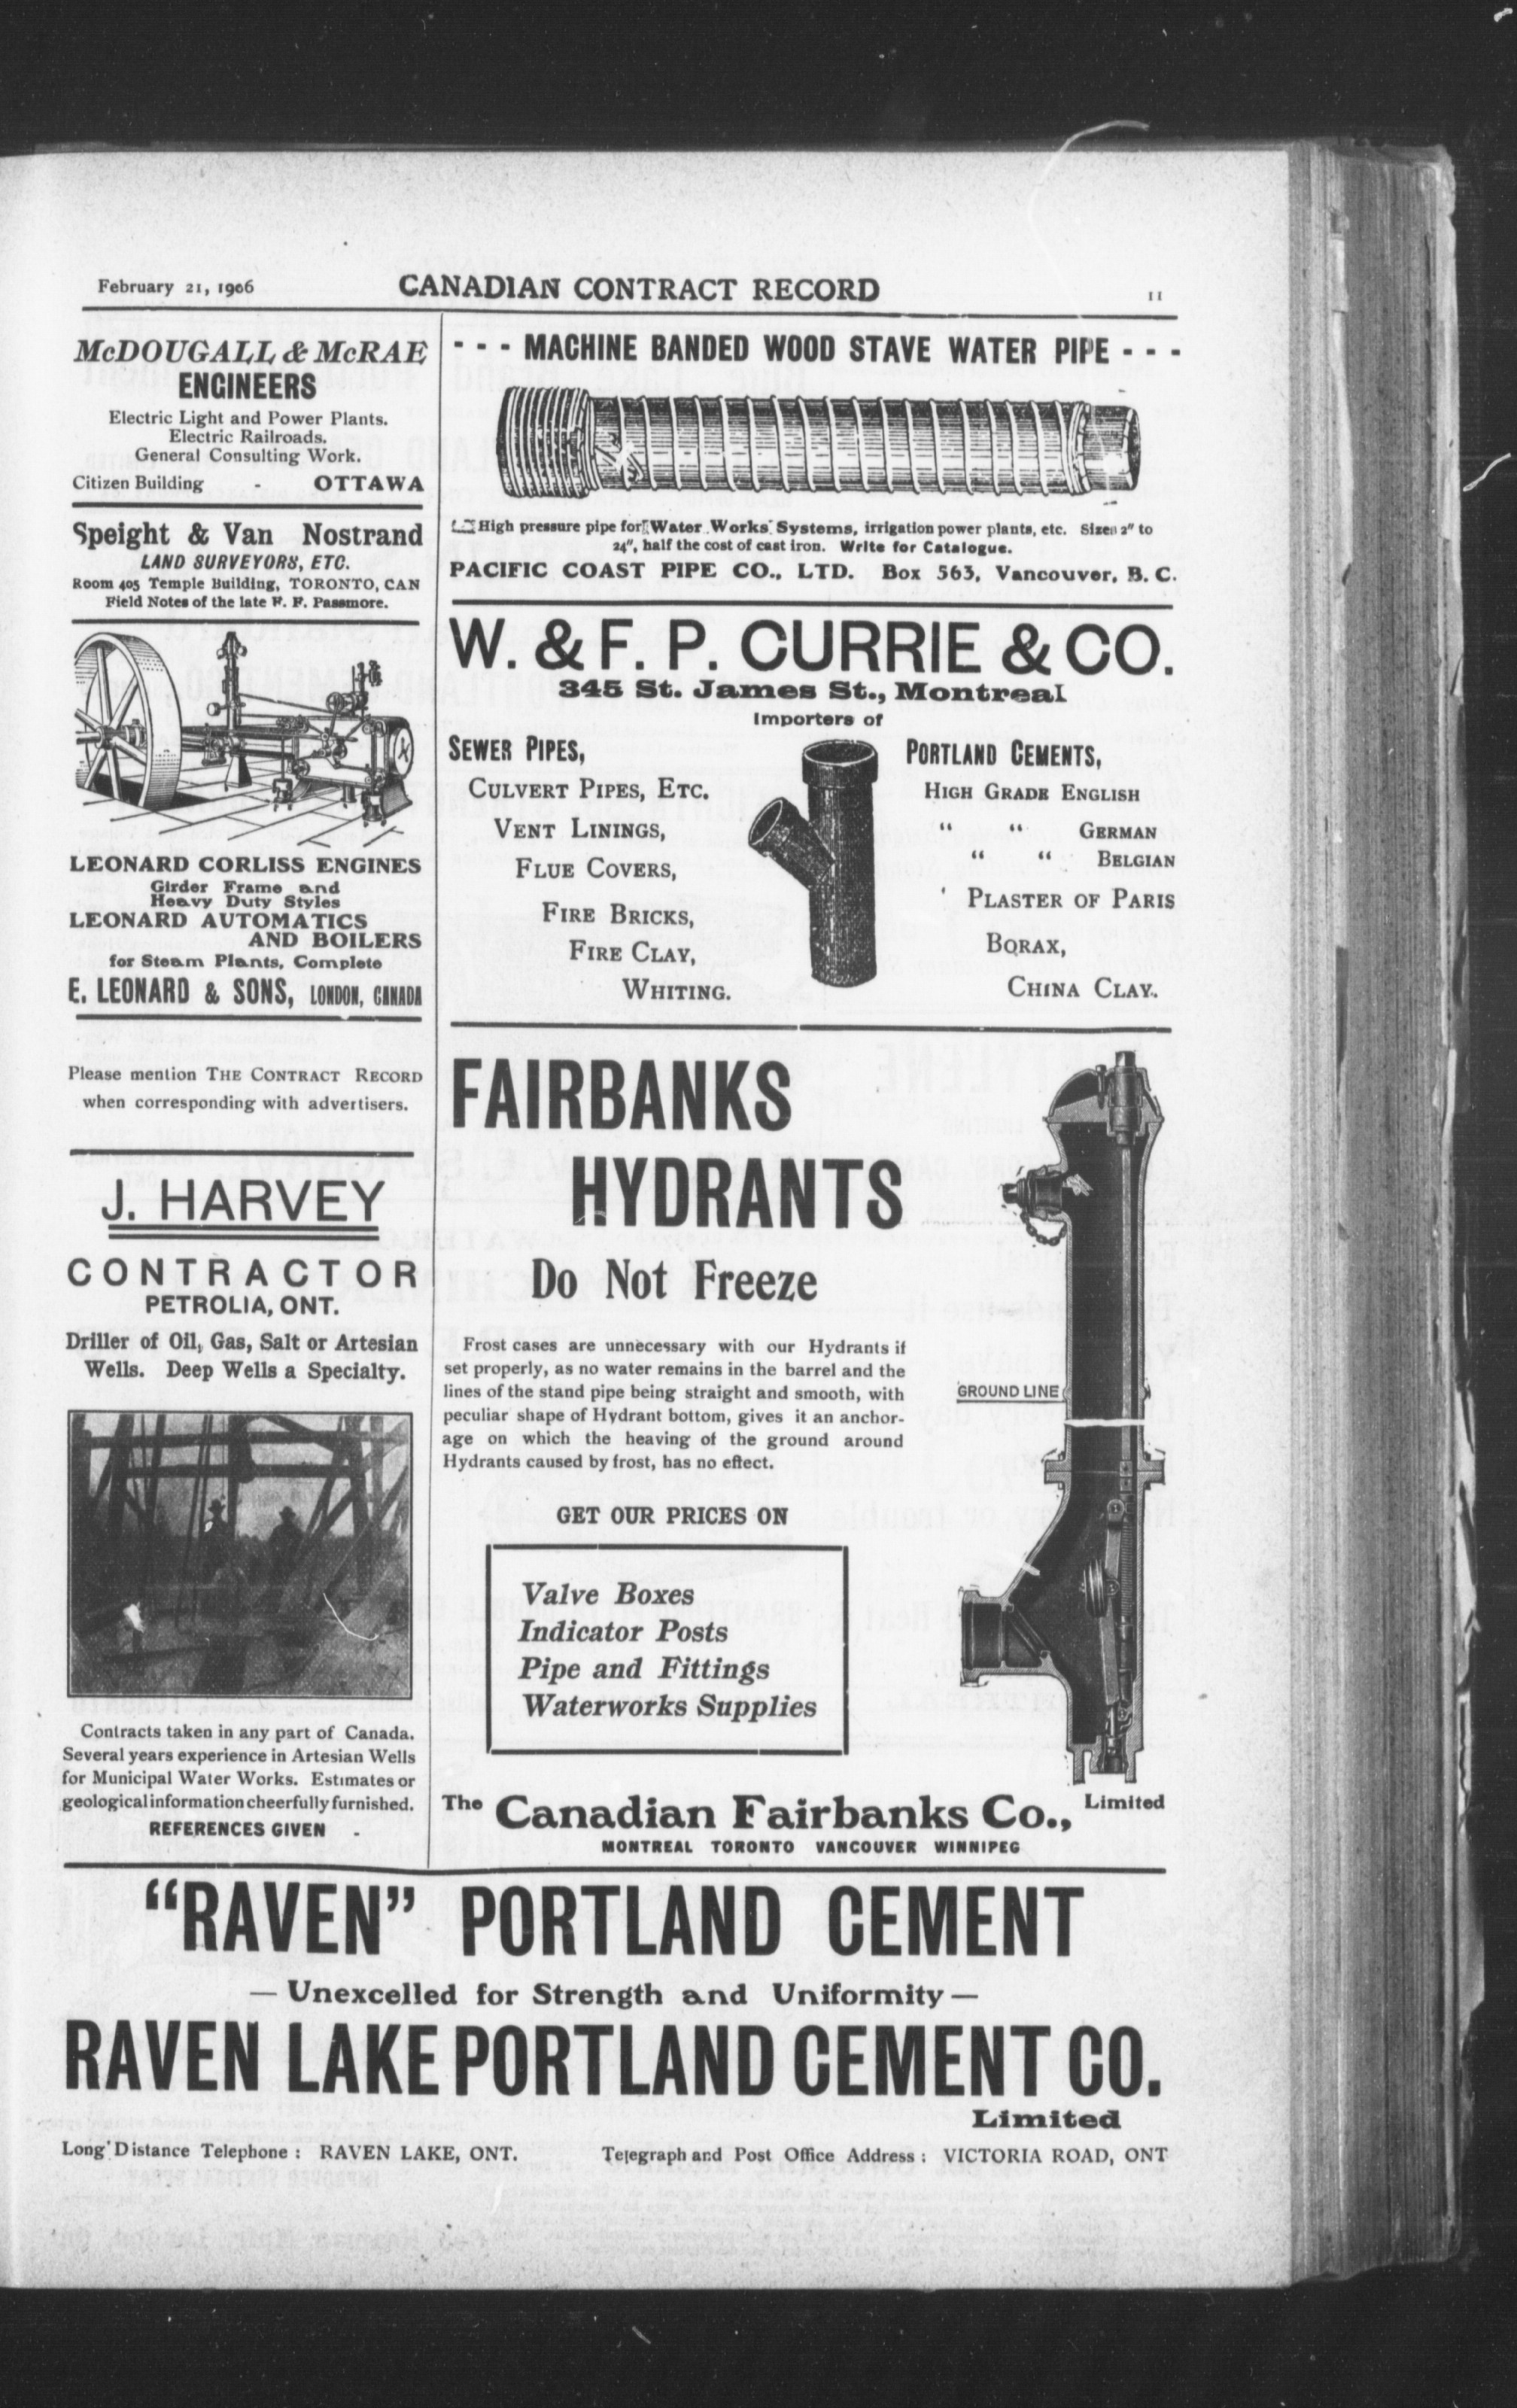 February 21, 1906
CANADIAN CONTRACT RECORD
11
McDOUGALL & McRAE
ENGINEERS
Electric Light and Power Plants.
Electric Railroads.
General Consulting Work.
Citizen Building - OTTAWA
Speight & Van Nostrand
LAND SURVEYORS, ETC.
Room 405 Temple Building, TORONTO, CAN
Field Notes of the late F. F. Passmore.
LEONARD CORLISS ENGINES
Girder Frame and
Heavy Duty Styles
LEONARD AUTOMATICS
AND BOILERS
for Steam Plants, Complete
E. LEONARD & SONS, LONDON, CANADA
Please mention THE CONTRACT RECORD
when corresponding with advertisers.
J. HARVEY
CONTRACTOR
PETROLIA, ONT.
Driller of Oil, Gas, Salt or Artesian
Wells. Deep Wells a Specialty.
Contracts taken in any part of Canada.
Several years experience in Artesian Wells
for Municipal Water Works. Estimates or
geological information cheerfully furnished.
REFERENCES GIVEN -
- - - MACHINE BANDED WOOD STAVE WATER PIPE - - -
High pressure pipe for Water Works Systems, irrigation power plants, etc. Sizes 2" to
24", half the cost of cast iron. Write for Catalogue.
PACIFIC COAST PIPE CO., LTD. Box 563, Vancouver, B. C.
W. & F. P. CURRIE & CO.
345 St. James St., Montreal
Importers of
SEWER PIPES,
CULVERT PIPES, ETC.
VENT LININGS,
FLUE COVERS,
FIRE BRICKS,
FIRE CLAY,
WHITING.
PORTLAND CEMENTS,
HIGH GRADE ENGLISH
“ “ GERMAN
“ “ BELGIAN
PLASTER OF PARIS
BORAX,
CHINA CLAY.
FAIRBANKS
HYDRANTS
Do Not Freeze
Frost cases are unnecessary with our Hydrants if
set properly, as no water remains in the barrel and the
lines of the stand pipe being straight and smooth, with
peculiar shape of Hydrant bottom, gives it an anchor-
age on which the heaving of the ground around
Hydrants caused by frost, has no effect.
GROUND LINE
GET OUR PRICES ON
Valve Boxes
Indicator Posts
Pipe and Fittings
Waterworks Supplies
The Canadian Fairbanks Co., Limited
MONTREAL TORONTO VANCOUVER WINNIPEG
“RAVEN” PORTLAND CEMENT
— Unexcelled for Strength and Uniformity —
RAVEN LAKE PORTLAND CEMENT CO.
Limited
Long Distance Telephone : RAVEN LAKE, ONT.
Telegraph and Post Office Address : VICTORIA ROAD, ONT